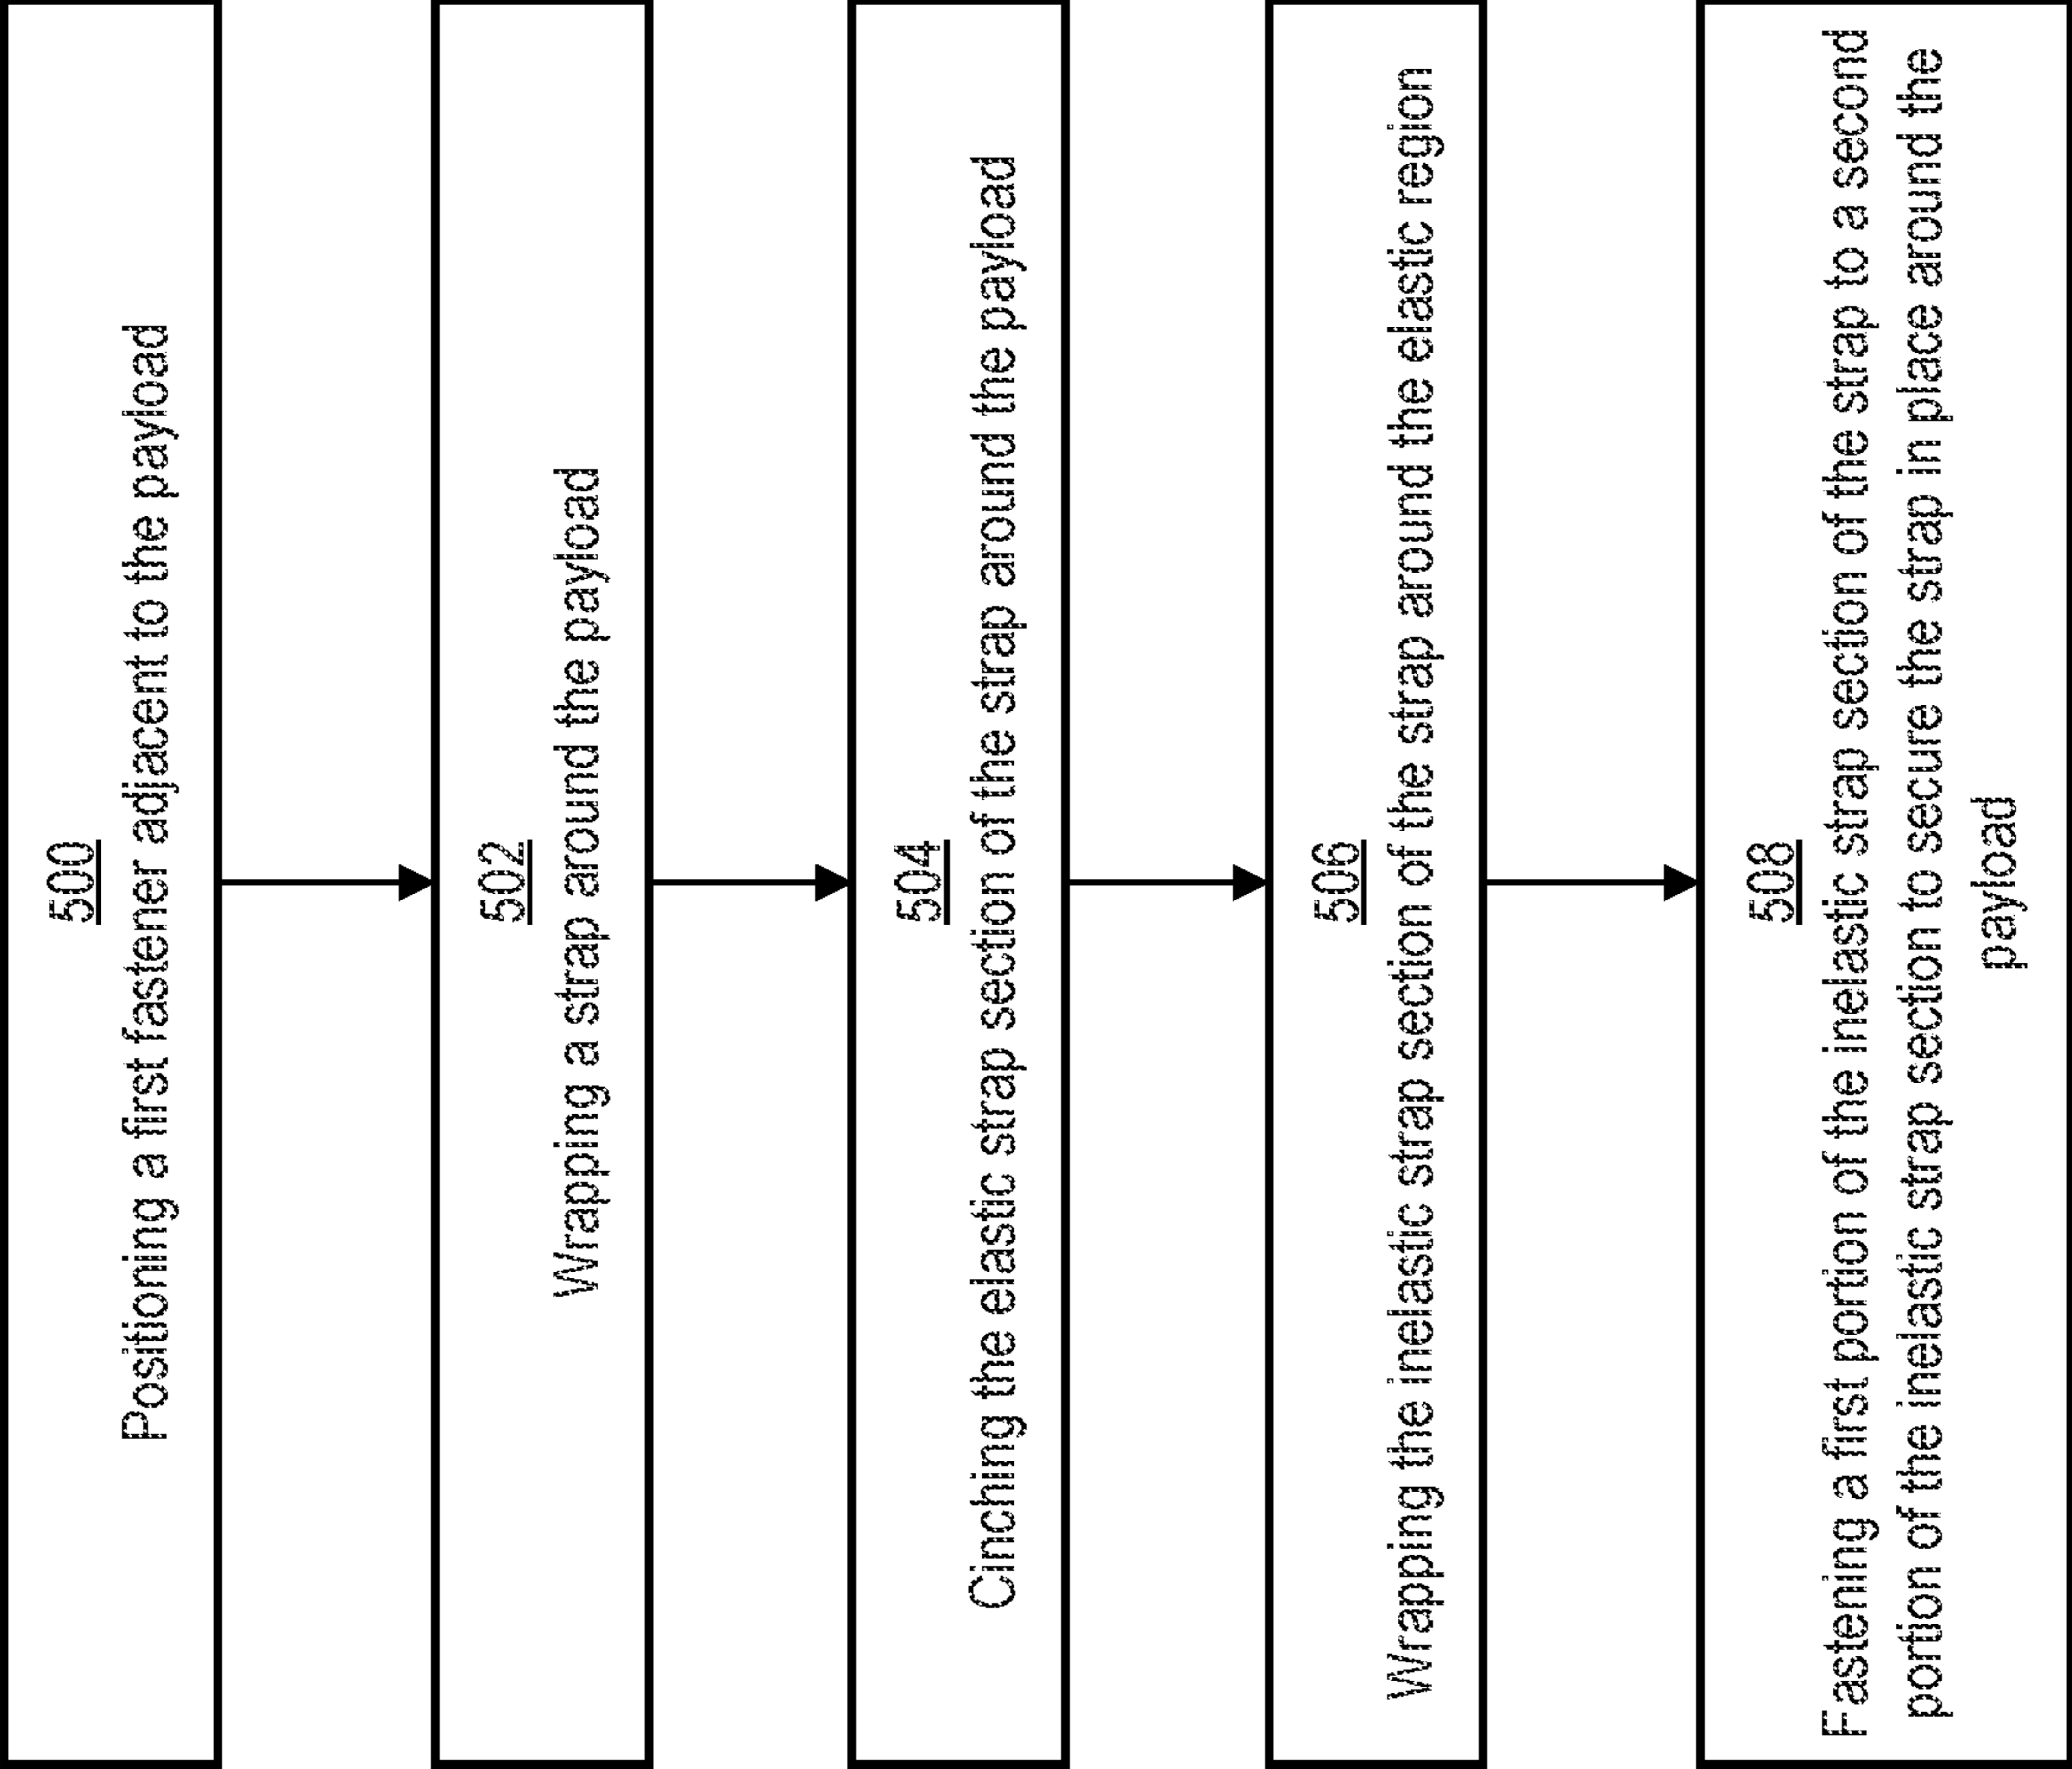 500
Positioning a first fastener adjacent to the payload
502
Wrapping a strap around the payload
504
Cinching the elastic strap section of the strap around the payload
506
Wrapping the inelastic strap section of the strap around the elastic region
508
Fastening a first portion of the inelastic strap section of the strap to a second
portion of the inelastic strap section to secure the strap in place around the
payload